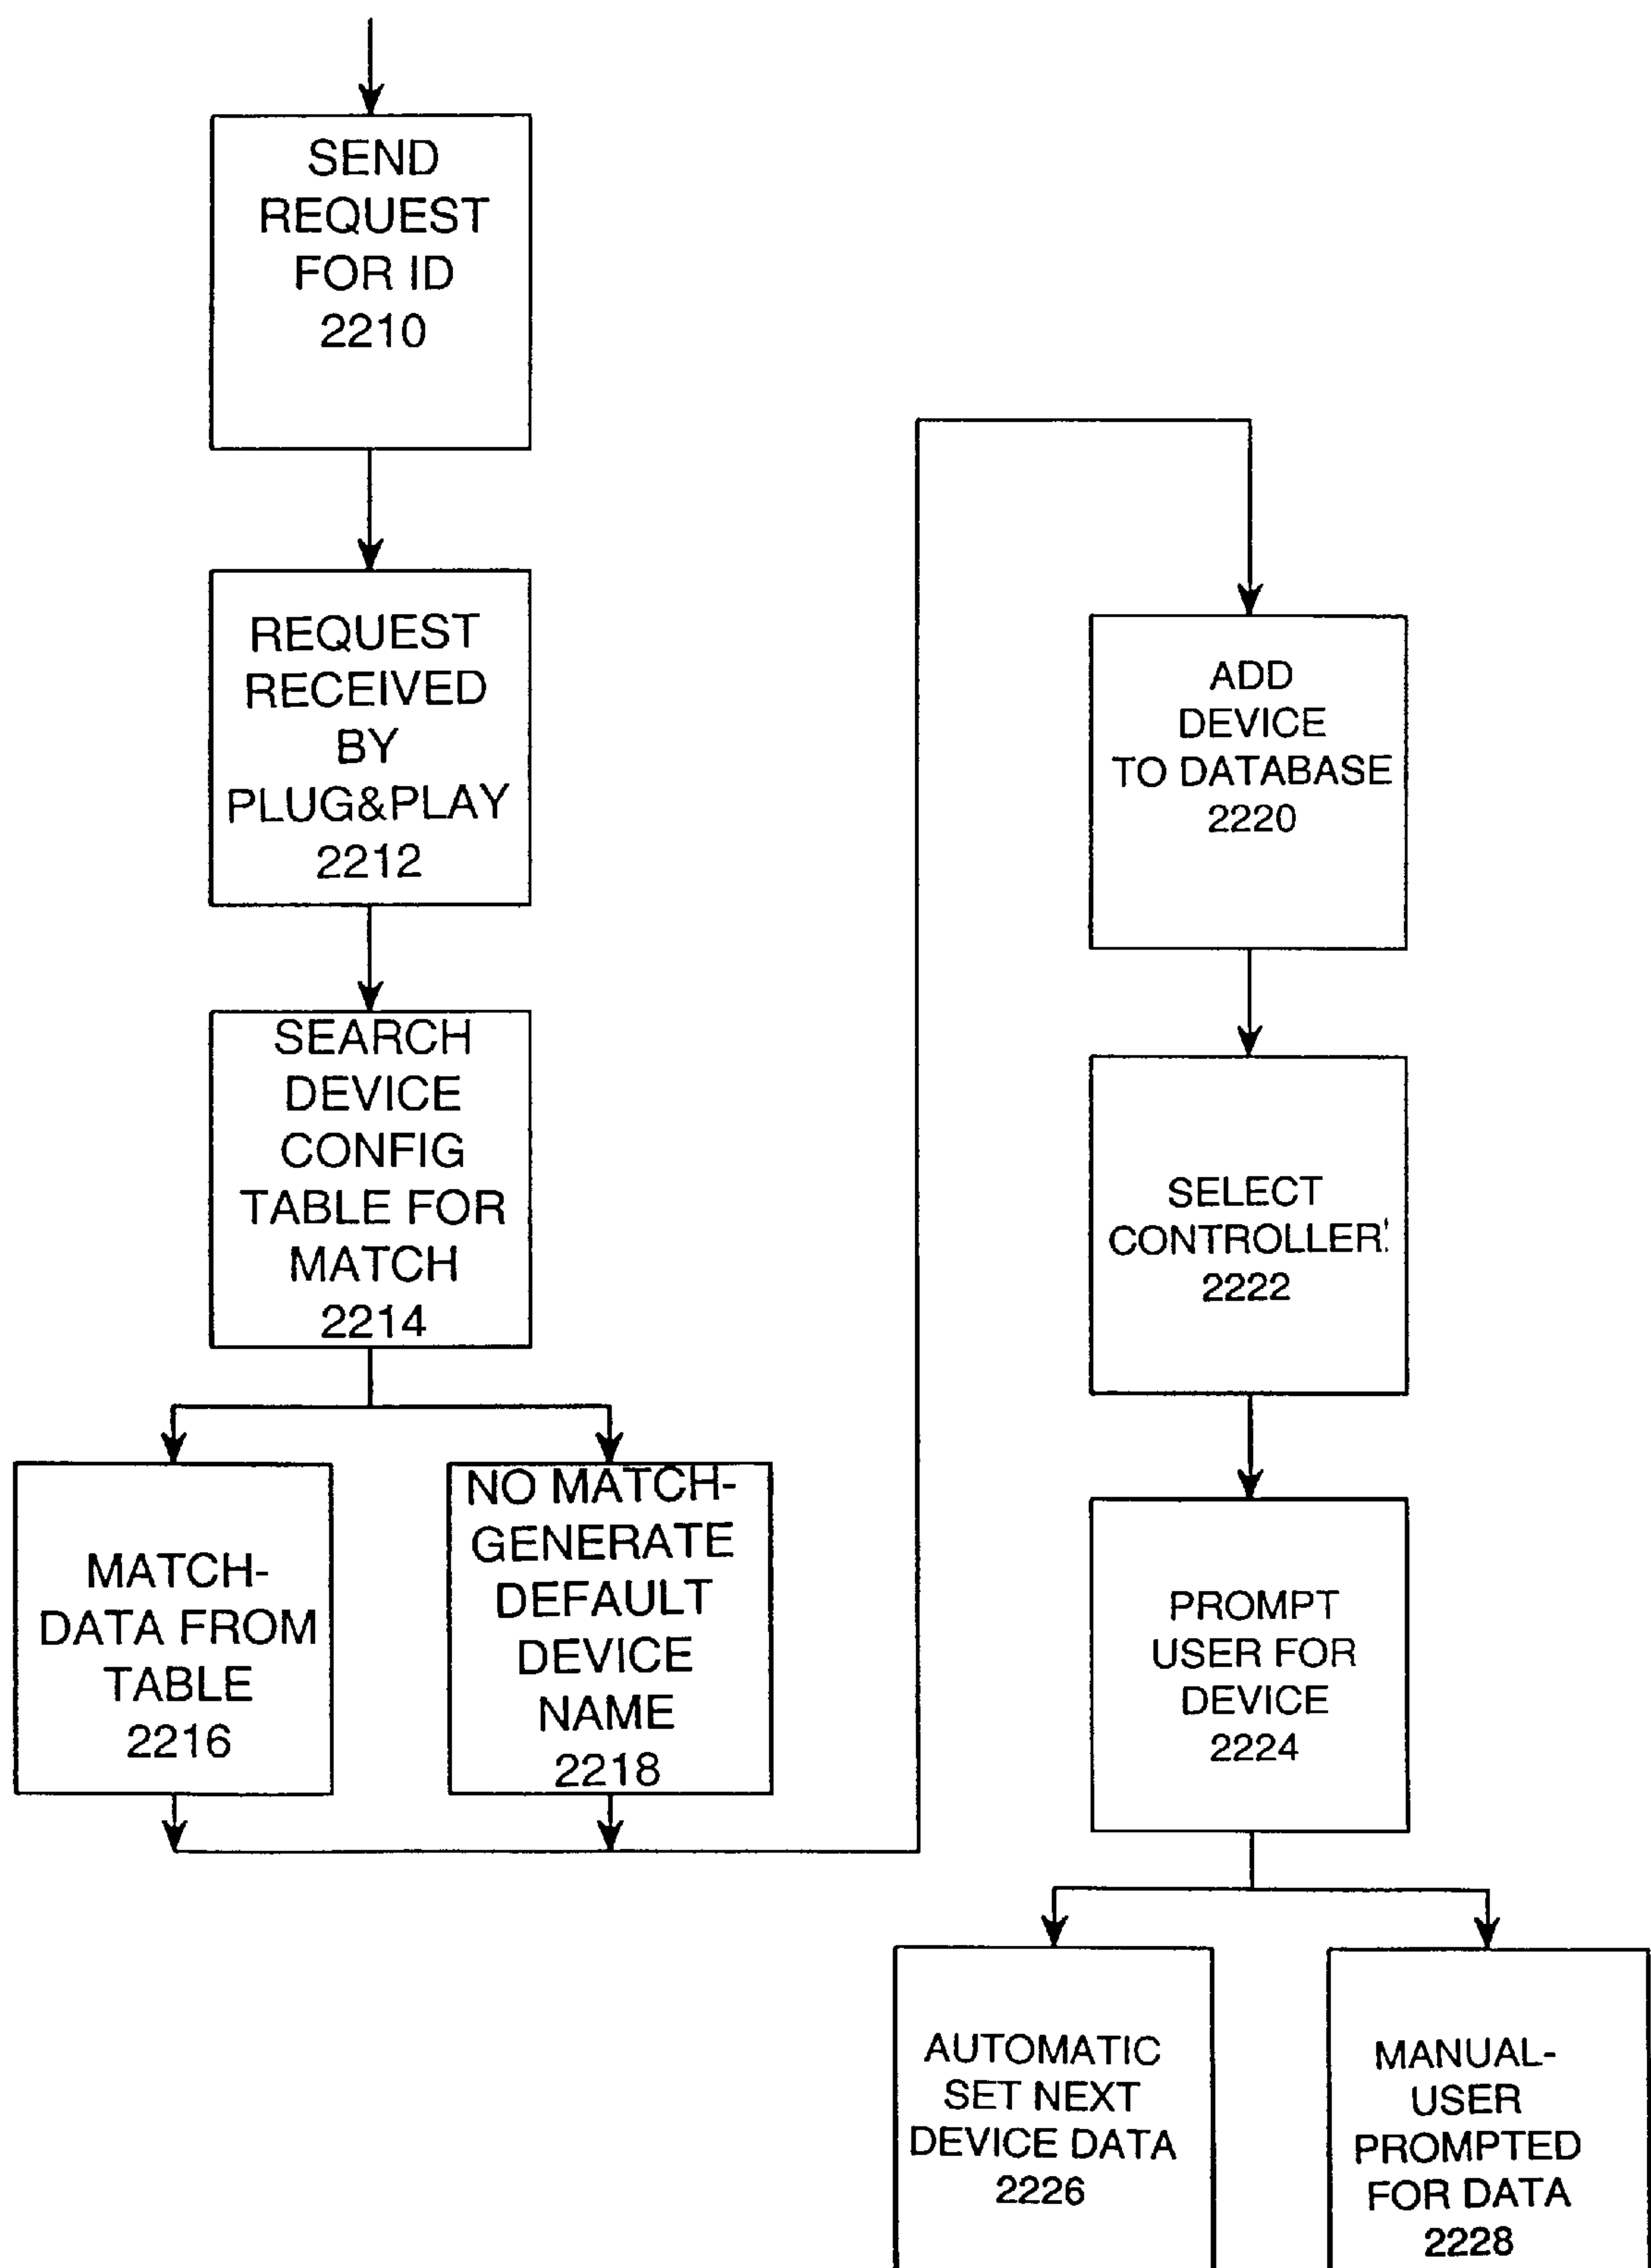 SEND
REQUEST
FOR ID
2210
REQUEST
RECEIVED
BY
PLUG&PLAY
2212
SEARCH
DEVICE
CONFIG
TABLE FOR
MATCH
2214
MATCH-
DATA FROM
TABLE
2216
NO MATCH-
GENERATE
DEFAULT
DEVICE
NAME
2218
ADD
DEVICE
TO DATABASE
2220
SELECT
CONTROLLER
2222
PROMPT
USER FOR
DEVICE
2224
AUTOMATIC
SET NEXT
DEVICE DATA
2226
MANUAL-
USER
PROMPTED
FOR DATA
2228